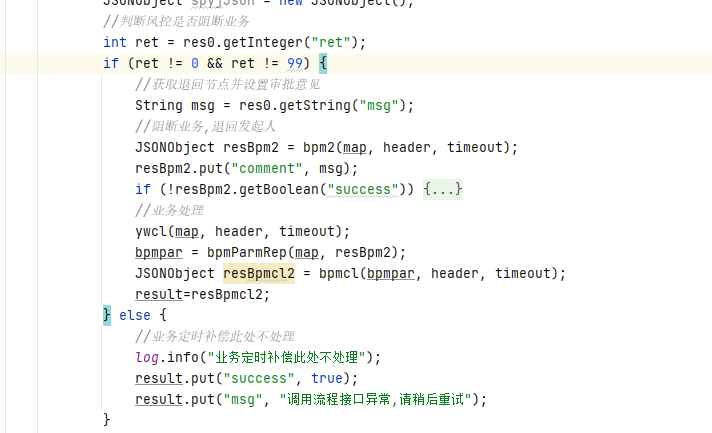 JSONObject spyjJson = new JSONObject();
//判断风控是否阻断业务
int ret = res0.getInteger("ret");
if (ret != 0 && ret != 99) {
//获取退回节点并设置审批意见
String msg = res0.getString("msg");
//阻断业务,退回发起人
JSONObject resBpm2 = bpm2(map, header, timeout);
resBpm2.put("comment", msg);
if (!resBpm2.getBoolean("success")) {...}
//业务处理
ywcl(map, header, timeout);
bpmpar = bpmParmRep(map, resBpm2);
JSONObject resBpmcl2 = bpmcl(bpmpar, header, timeout);
result=resBpmcl2;
} else {
//业务定时补偿此处不处理
log.info("业务定时补偿此处不处理");
result.put("success", true);
result.put("msg", "调用流程接口异常,请稍后重试");
}